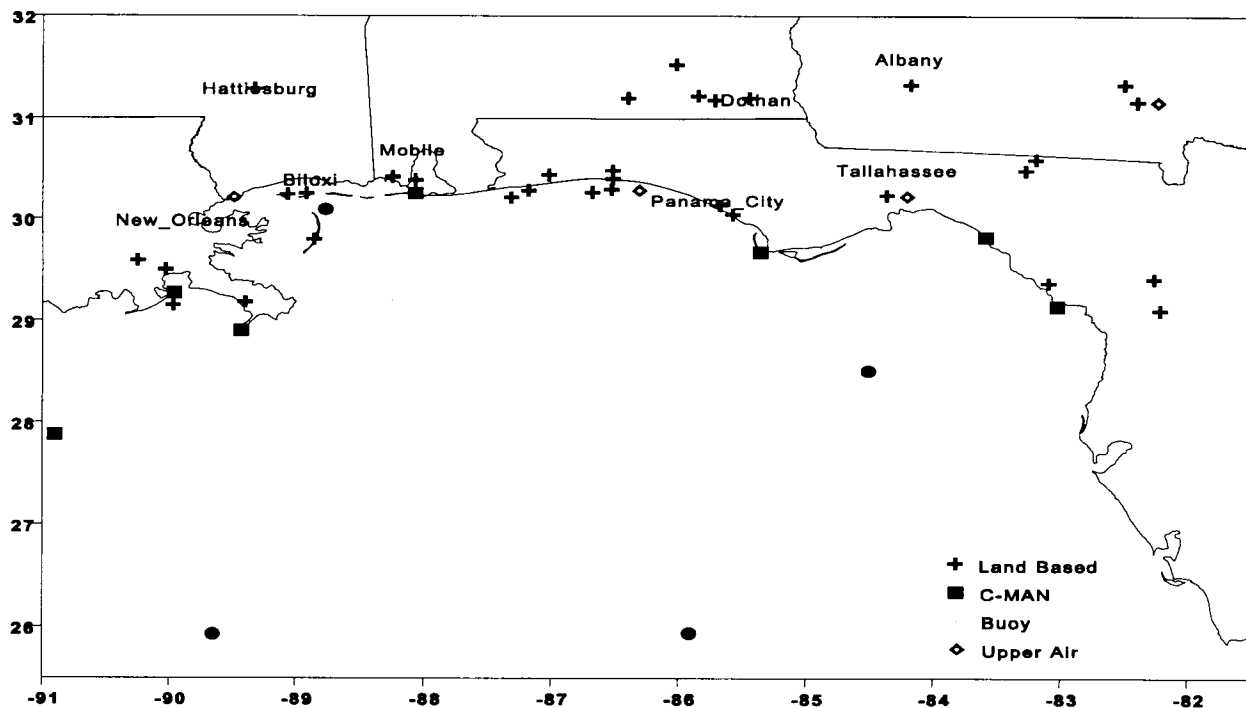 32
Albany
Hattiesburg
Dothan
31
Mobile
Tallahassee
Biloxi
30
New_Orleans
Panama_City
29
28
27
Land Based
C-MAN
26
Buoy
Upper Air
-91 -90 -89 -88 -87 -86 -85 -84 -83 -82